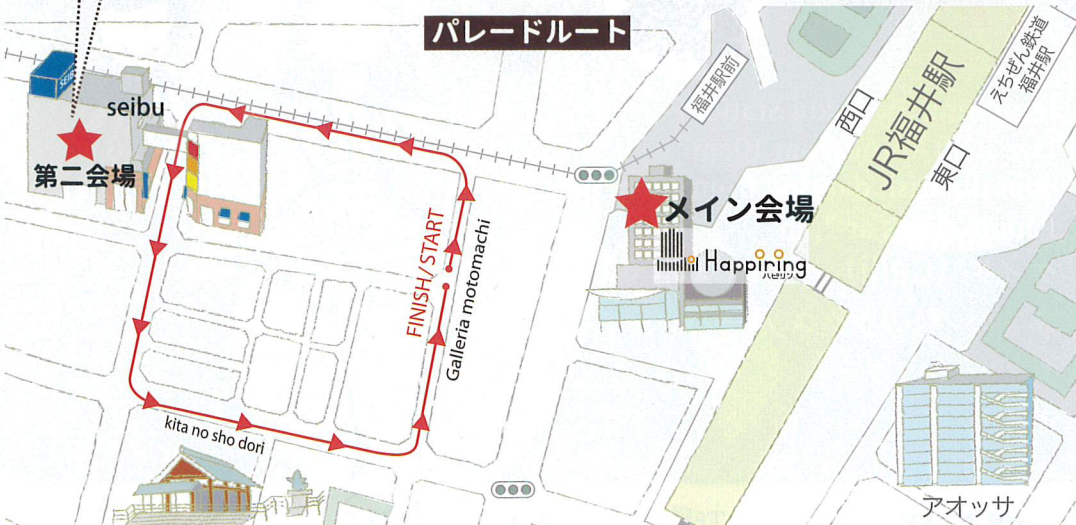 パレードルート
SEIBU
seibu
第二会場
福井駅前
西口
JR福井駅
東口
えちぜん鉄道
福井駅
メイン会場
Happiring
ハピリン
FINISH/START
Galleria motomachi
kita no sho dori
アオッサ